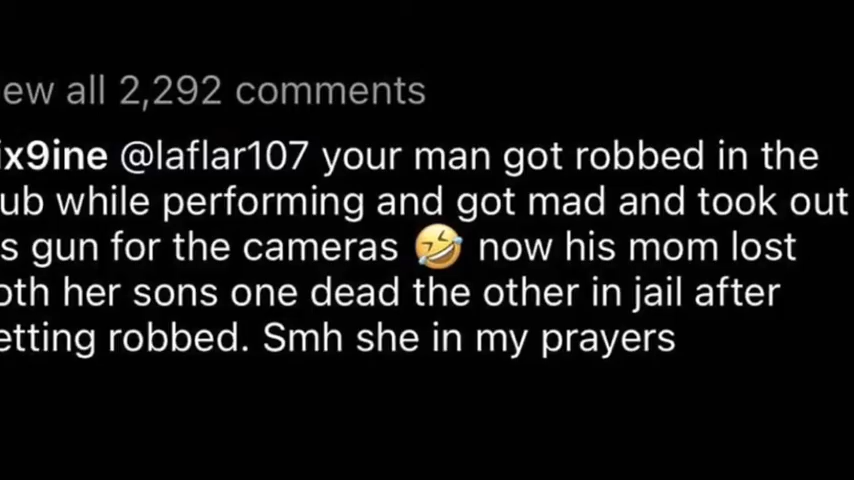 ew all 2,292 comments
ix9ine @laflar107 your man got robbed in the
ub while performing and got mad and took out
s gun for the cameras 🤣 now his mom lost
oth her sons one dead the other in jail after
etting robbed. Smh she in my prayers